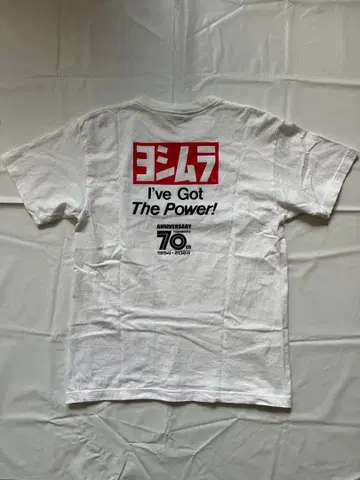 ヨシムラ
I've Got
The Power!
ANNIVERSARY
70th
1954-2024